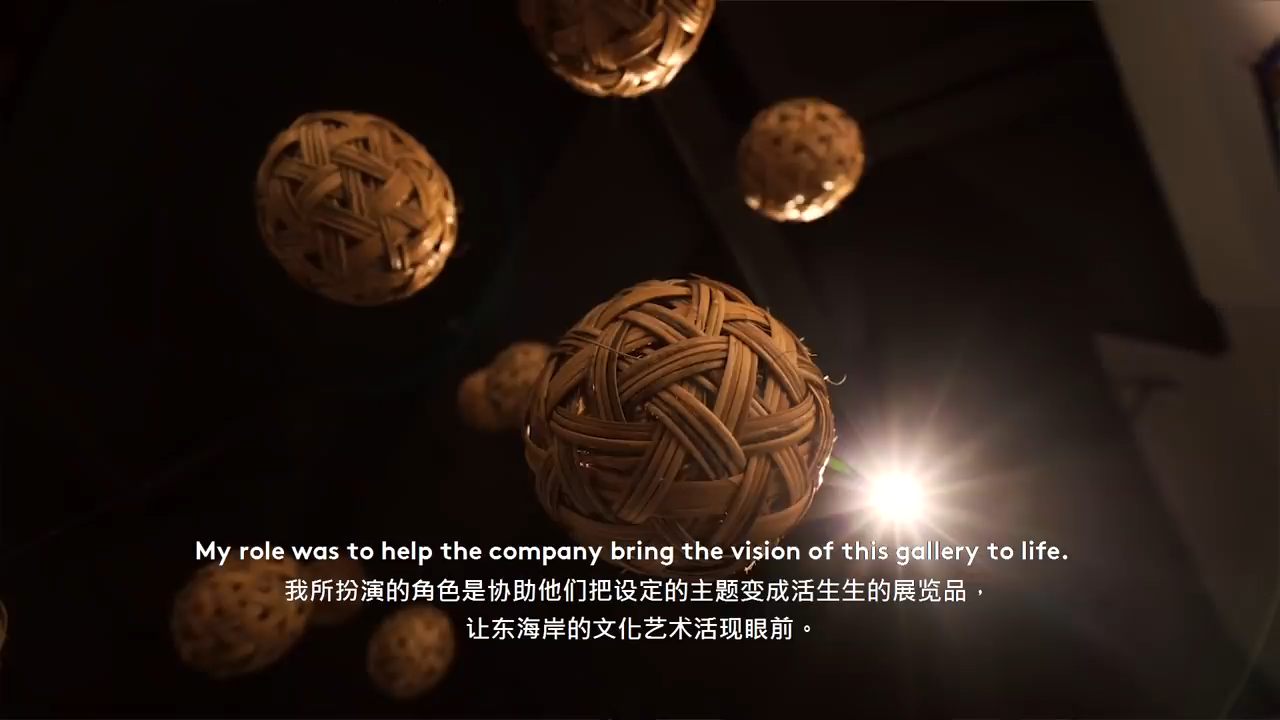 My role was to help the company bring the vision of this gallery to life.
我所扮演的角色是协助他们把设定的主题变成活生生的展览品，
让东海岸的文化艺术活现眼前。